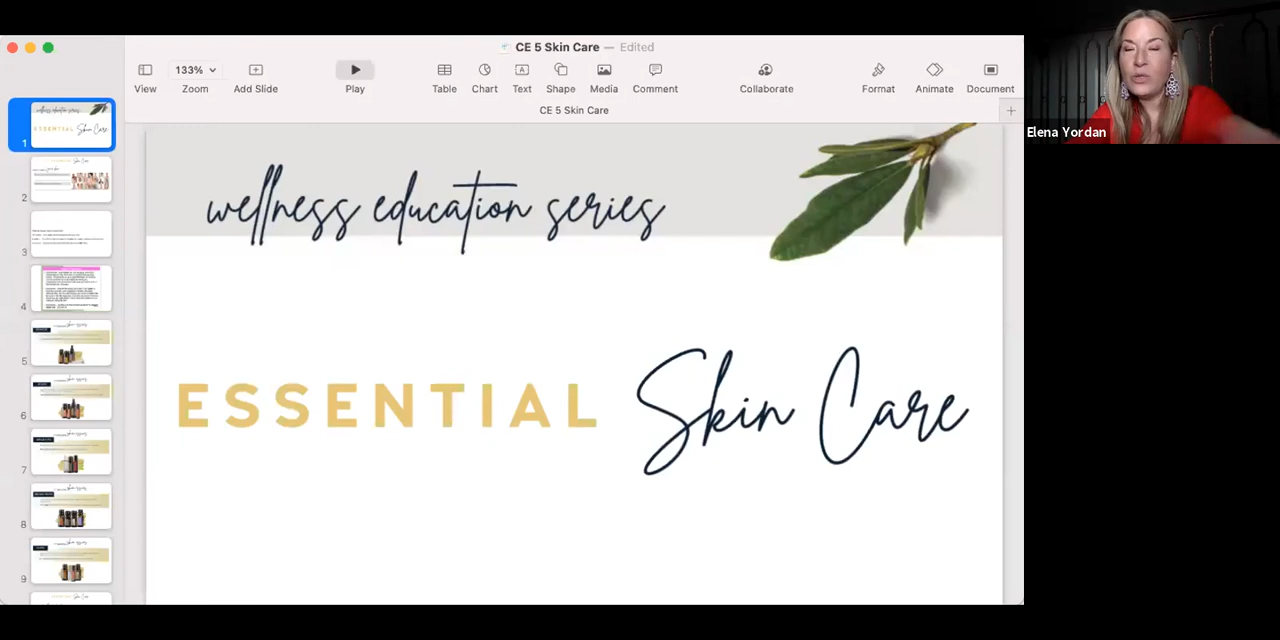 CE 5 Skin Care — Edited
133%
View Zoom Add Slide Play Table Chart Text Shape Media Comment Collaborate Format Animate Document
CE 5 Skin Care
Elena Yordan
wellness education series
ESSENTIAL Skin Care
1
2
3
4
5
6
7
8
9